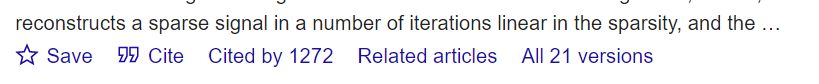 reconstructs a sparse signal in a number of iterations linear in the sparsity, and the …
Save Cite Cited by 1272 Related articles All 21 versions